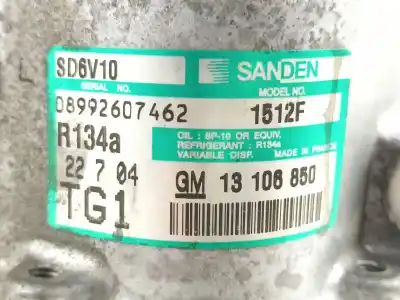 SD6V10
SANDEN
SERIAL NO.
MODEL NO.
08992607462
1512F
R134a
OIL : SP-10 OR EQUIV.
REFRIGERANT : R134a
VARIABLE DISP. MADE IN FRANCE
22 7 04
GM 13 106 850
TG1